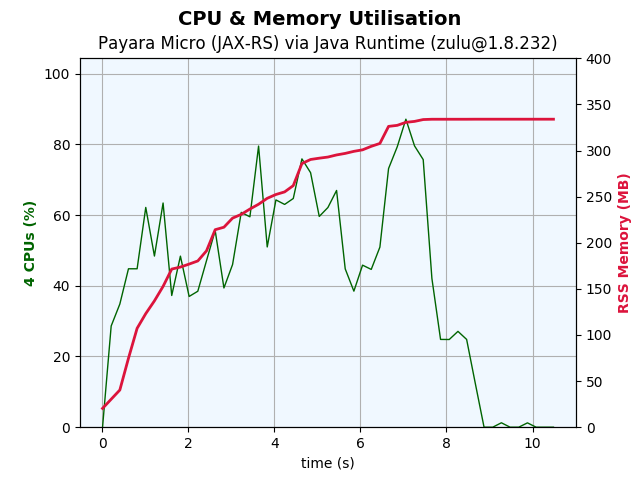 CPU & Memory Utilisation
Payara Micro (JAX-RS) via Java Runtime (zulu@1.8.232)
100
80
60
40
20
0
4 CPUs (%)
400
350
300
250
200
150
100
50
0
RSS Memory (MB)
0 2 4 6 8 10
time (s)